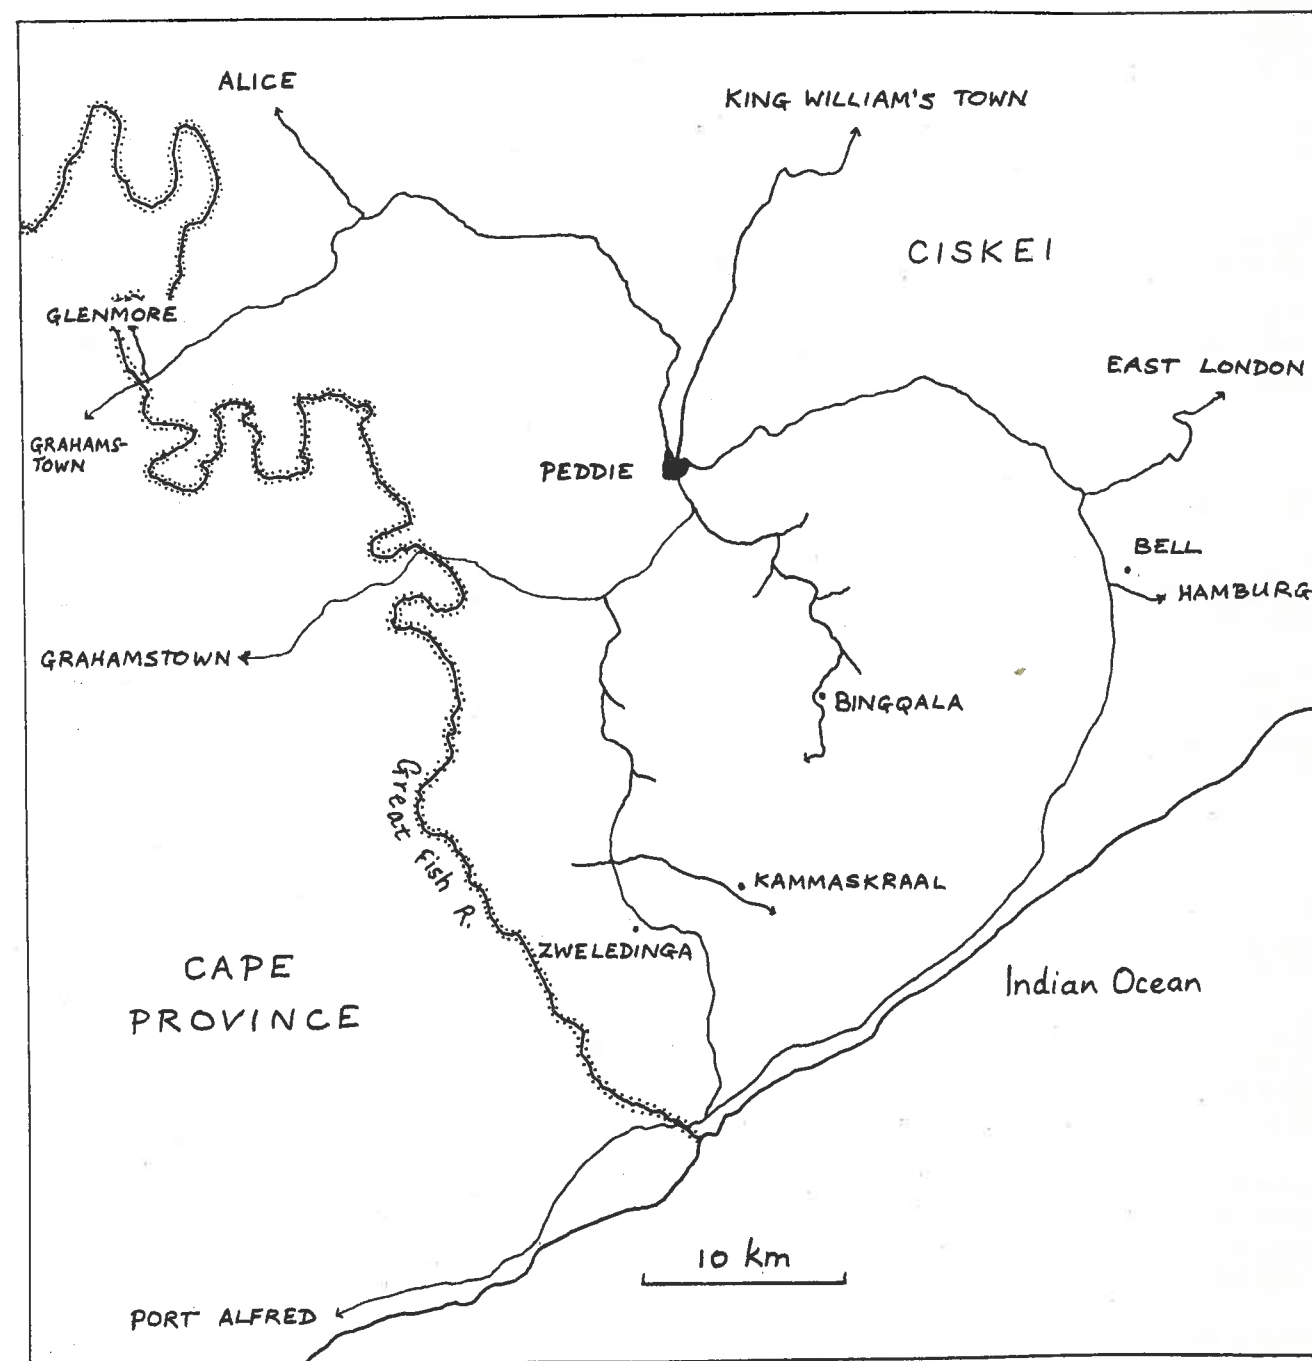 ALICE
KING WILLIAM'S TOWN
CISKEI
GLENMORE
EAST LONDON
GRAHAMS-
TOWN
PEDDIE
BELL
HAMBURG
GRAHAMSTOWN
BINGQALA
Great Fish R.
KAMMASKRAAL
ZWELEDINGA
CAPE
PROVINCE
Indian Ocean
10 km
PORT ALFRED